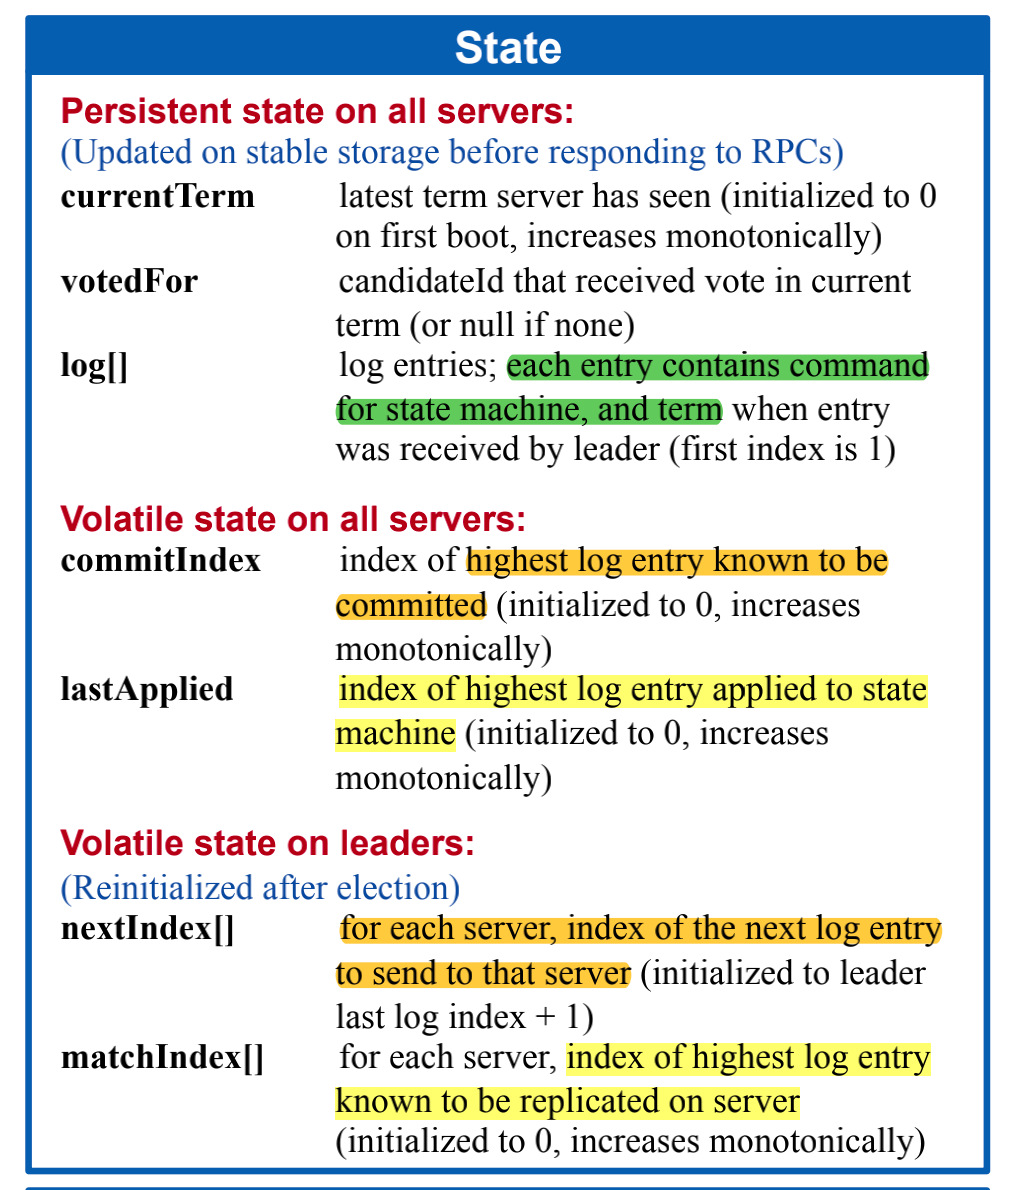 State
Persistent state on all servers:
(Updated on stable storage before responding to RPCs)
currentTerm latest term server has seen (initialized to 0
on first boot, increases monotonically)
votedFor candidateId that received vote in current
term (or null if none)
log[] log entries; each entry contains command
for state machine, and term when entry
was received by leader (first index is 1)
Volatile state on all servers:
commitIndex index of highest log entry known to be
committed (initialized to 0, increases
monotonically)
lastApplied index of highest log entry applied to state
machine (initialized to 0, increases
monotonically)
Volatile state on leaders:
(Reinitialized after election)
nextIndex[] for each server, index of the next log entry
to send to that server (initialized to leader
last log index + 1)
matchIndex[] for each server, index of highest log entry
known to be replicated on server
(initialized to 0, increases monotonically)